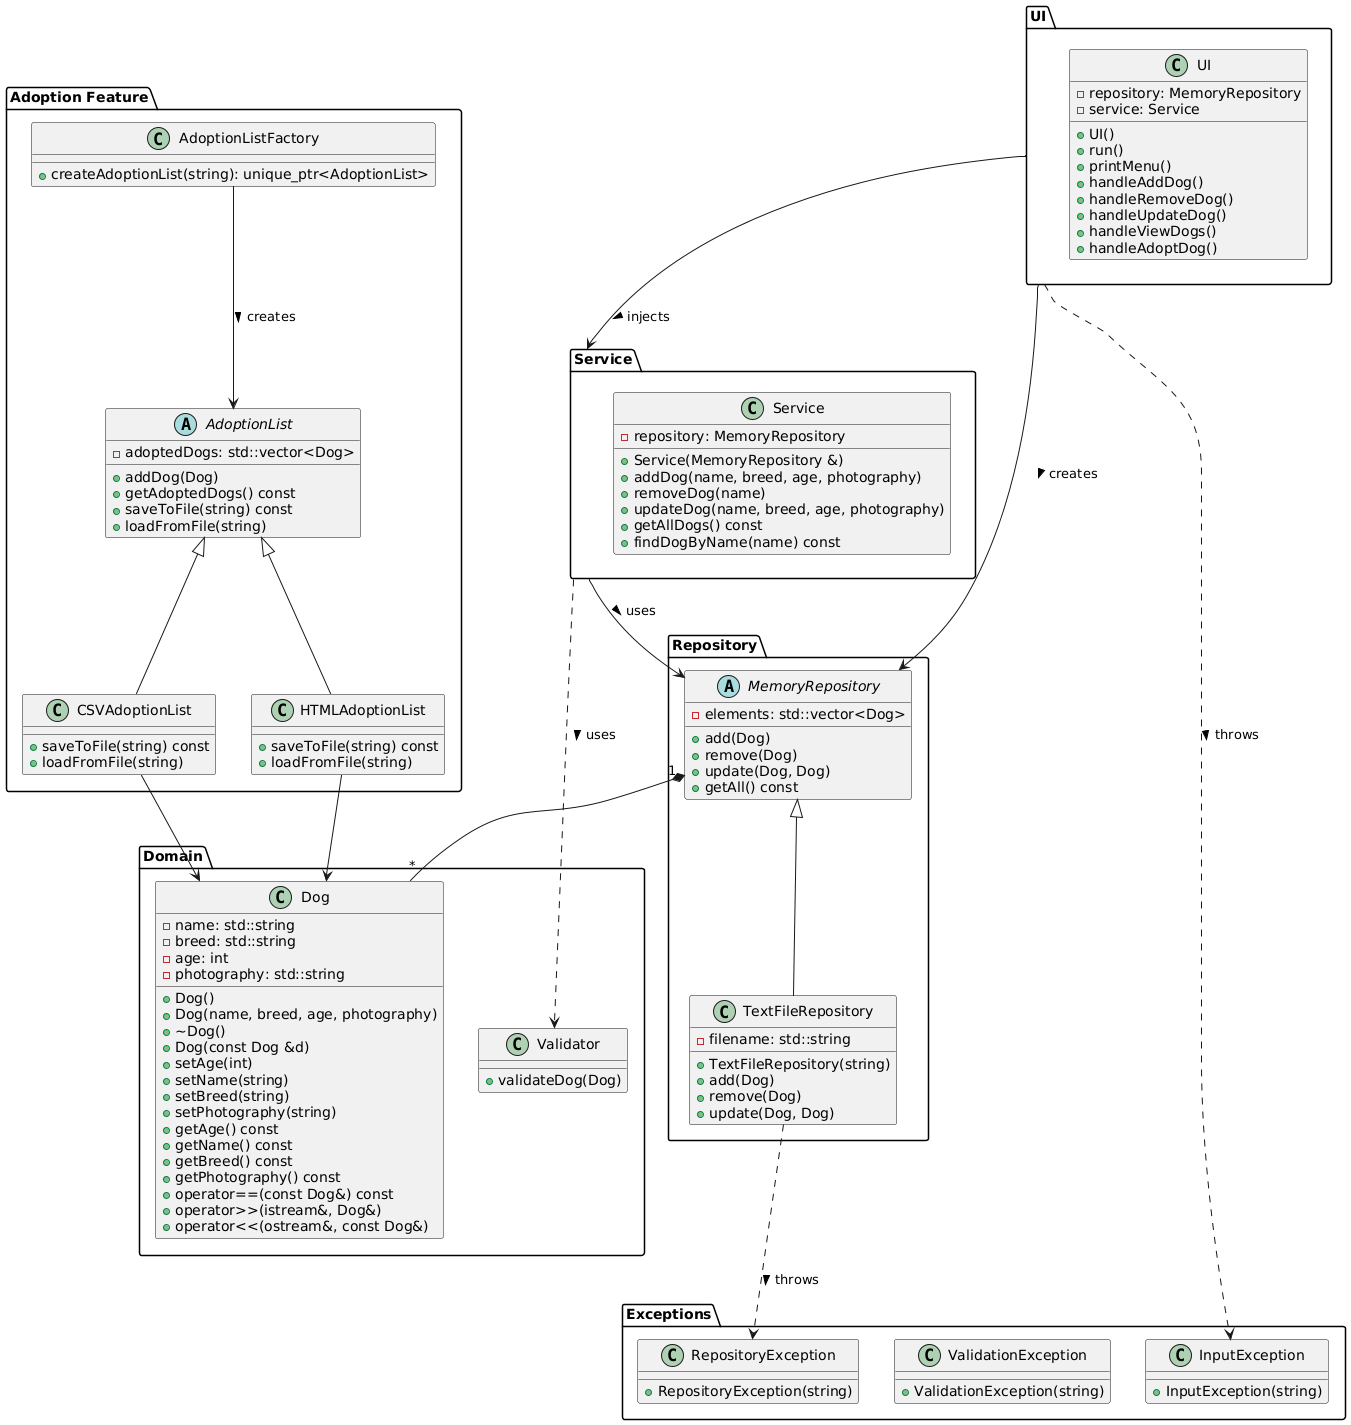 UI
C UI
repository: MemoryRepository
service: Service
UI()
run()
printMenu()
handleAddDog()
handleRemoveDog()
handleUpdateDog()
handleViewDogs()
handleAdoptDog()
Adoption Feature
C AdoptionListFactory
createAdoptionList(string): unique_ptr<AdoptionList>
creates
injects
A AdoptionList
adoptedDogs: std::vector<Dog>
addDog(Dog)
getAdoptedDogs() const
saveToFile(string) const
loadFromFile(string)
Service
C Service
repository: MemoryRepository
Service(MemoryRepository &)
addDog(name, breed, age, photography)
removeDog(name)
updateDog(name, breed, age, photography)
getAllDogs() const
findDogByName(name) const
creates
uses
C CSVAdoptionList
saveToFile(string) const
loadFromFile(string)
C HTMLAdoptionList
saveToFile(string) const
loadFromFile(string)
uses
Repository
A MemoryRepository
elements: std::vector<Dog>
add(Dog)
remove(Dog)
update(Dog, Dog)
getAll() const
1
*
throws
Domain
C Dog
name: std::string
breed: std::string
age: int
photography: std::string
Dog()
Dog(name, breed, age, photography)
~Dog()
Dog(const Dog &d)
setAge(int)
setName(string)
setBreed(string)
setPhotography(string)
getAge() const
getName() const
getBreed() const
getPhotography() const
operator==(const Dog&) const
operator>>(istream&, Dog&)
operator<<(ostream&, const Dog&)
C Validator
validateDog(Dog)
C TextFileRepository
filename: std::string
TextFileRepository(string)
add(Dog)
remove(Dog)
update(Dog, Dog)
throws
Exceptions
C RepositoryException
RepositoryException(string)
C ValidationException
ValidationException(string)
C InputException
InputException(string)